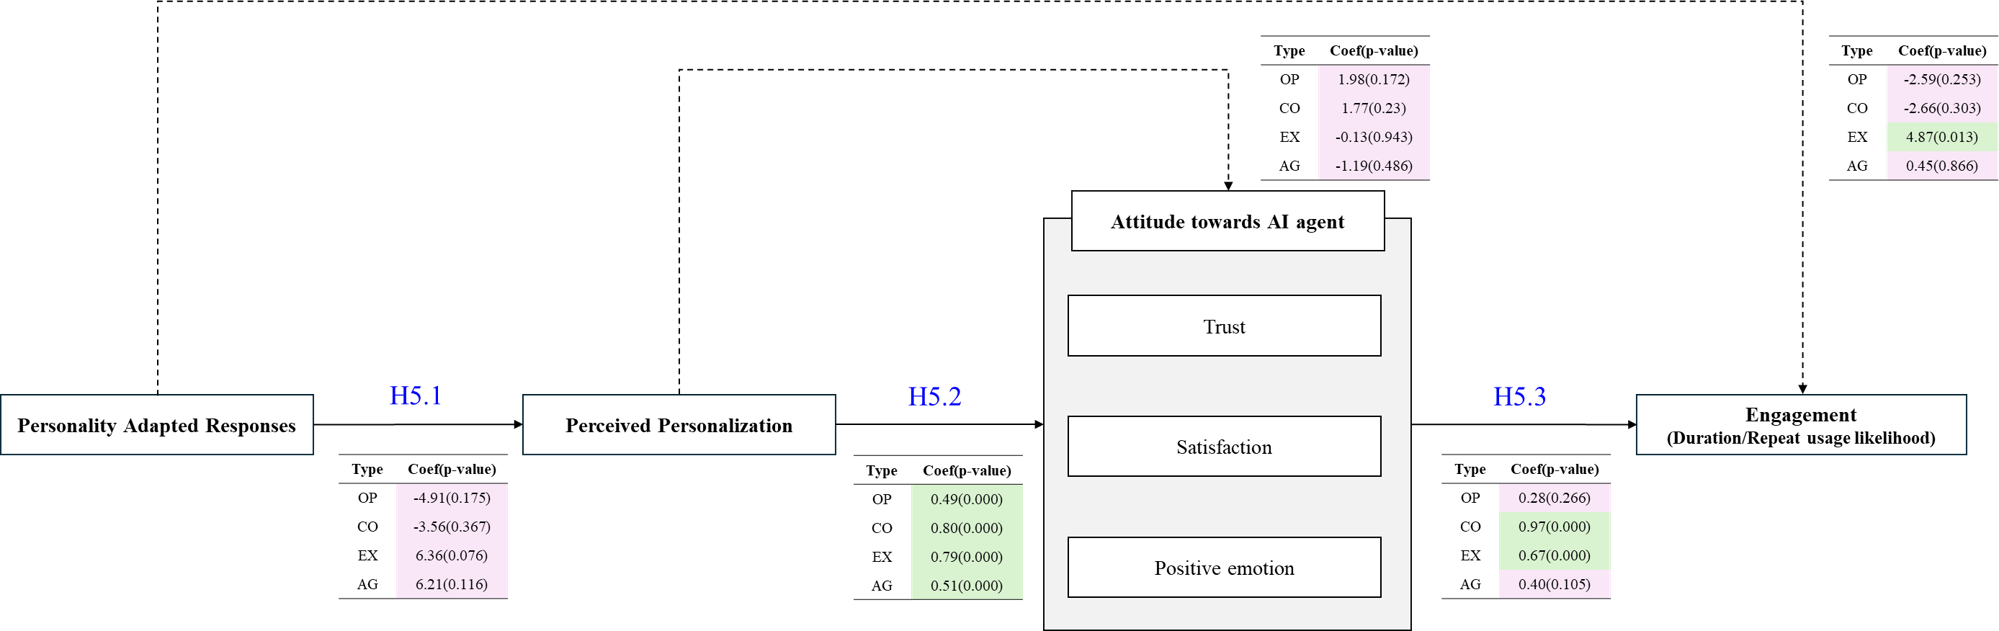 Type Coef(p-value)
OP 1.98(0.172)
CO 1.77(0.23)
EX -0.13(0.943)
AG -1.19(0.486)
Type Coef(p-value)
OP -2.59(0.253)
CO -2.66(0.303)
EX 4.87(0.013)
AG 0.45(0.866)
Attitude towards AI agent
Trust
Satisfaction
Positive emotion
Personality Adapted Responses
H5.1
Type Coef(p-value)
OP -4.91(0.175)
CO -3.56(0.367)
EX 6.36(0.076)
AG 6.21(0.116)
Perceived Personalization
H5.2
Type Coef(p-value)
OP 0.49(0.000)
CO 0.80(0.000)
EX 0.79(0.000)
AG 0.51(0.000)
H5.3
Type Coef(p-value)
OP 0.28(0.266)
CO 0.97(0.000)
EX 0.67(0.000)
AG 0.40(0.105)
Engagement
(Duration/Repeat usage likelihood)